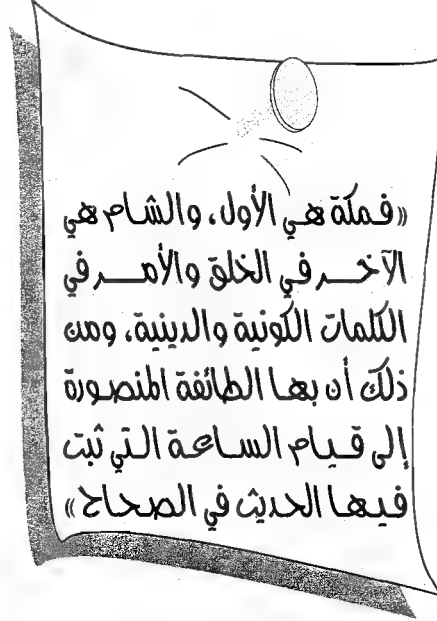 «فمكة هي الأول، والشام هي
الآخر في الخلق والأمر في
الكلمات الكونية والدينية، ومن
ذلك أن بها الطائفة المنصورة
إلى قيام الساعة التي ثبت
فيها الحديث في الصحاح»